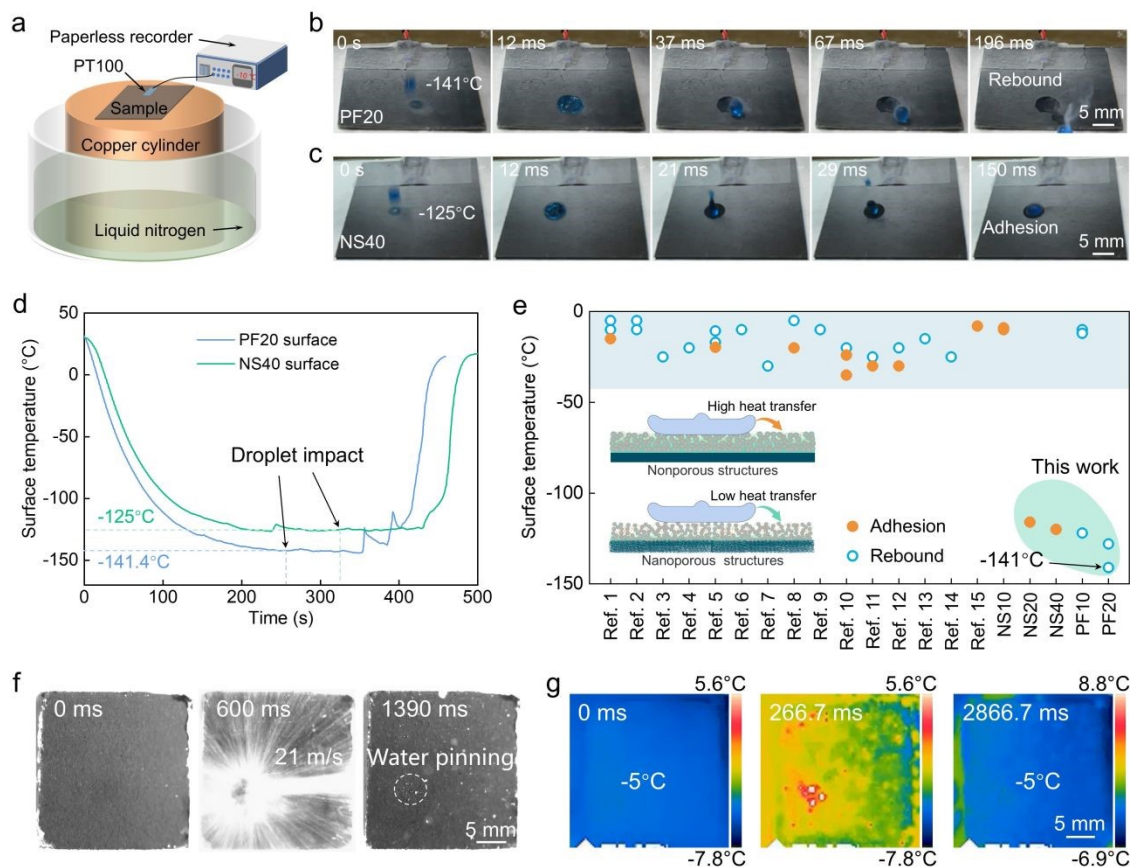 a
Paperless recorder
PT100
-10 °C
Sample
Copper cylinder
Liquid nitrogen
b
0 s
12 ms
37 ms
67 ms
196 ms
-141°C
Rebound
PF20
5 mm
c
0 s
12 ms
21 ms
29 ms
150 ms
-125°C
NS40
Adhesion
5 mm
d
Surface temperature (°C)
50
0
-50
-100
-150
PF20 surface
NS40 surface
Droplet impact
-125°C
-141.4°C
0
100
200
300
400
500
Time (s)
e
Surface temperature (°C)
0
-50
-100
-150
High heat transfer
Nonporous structures
Low heat transfer
Nanoporous structures
This work
Adhesion
Rebound
-141°C
Ref. 1
Ref. 2
Ref. 3
Ref. 4
Ref. 5
Ref. 6
Ref. 7
Ref. 8
Ref. 9
Ref. 10
Ref. 11
Ref. 12
Ref. 13
Ref. 14
Ref. 15
NS10
NS20
NS40
PF10
PF20
f
0 ms
600 ms
1390 ms
21 m/s
Water pinning
5 mm
g
5.6°C
5.6°C
8.8°C
0 ms
266.7 ms
2866.7 ms
-5°C
-5°C
5 mm
-7.8°C
-7.8°C
-6.9°C